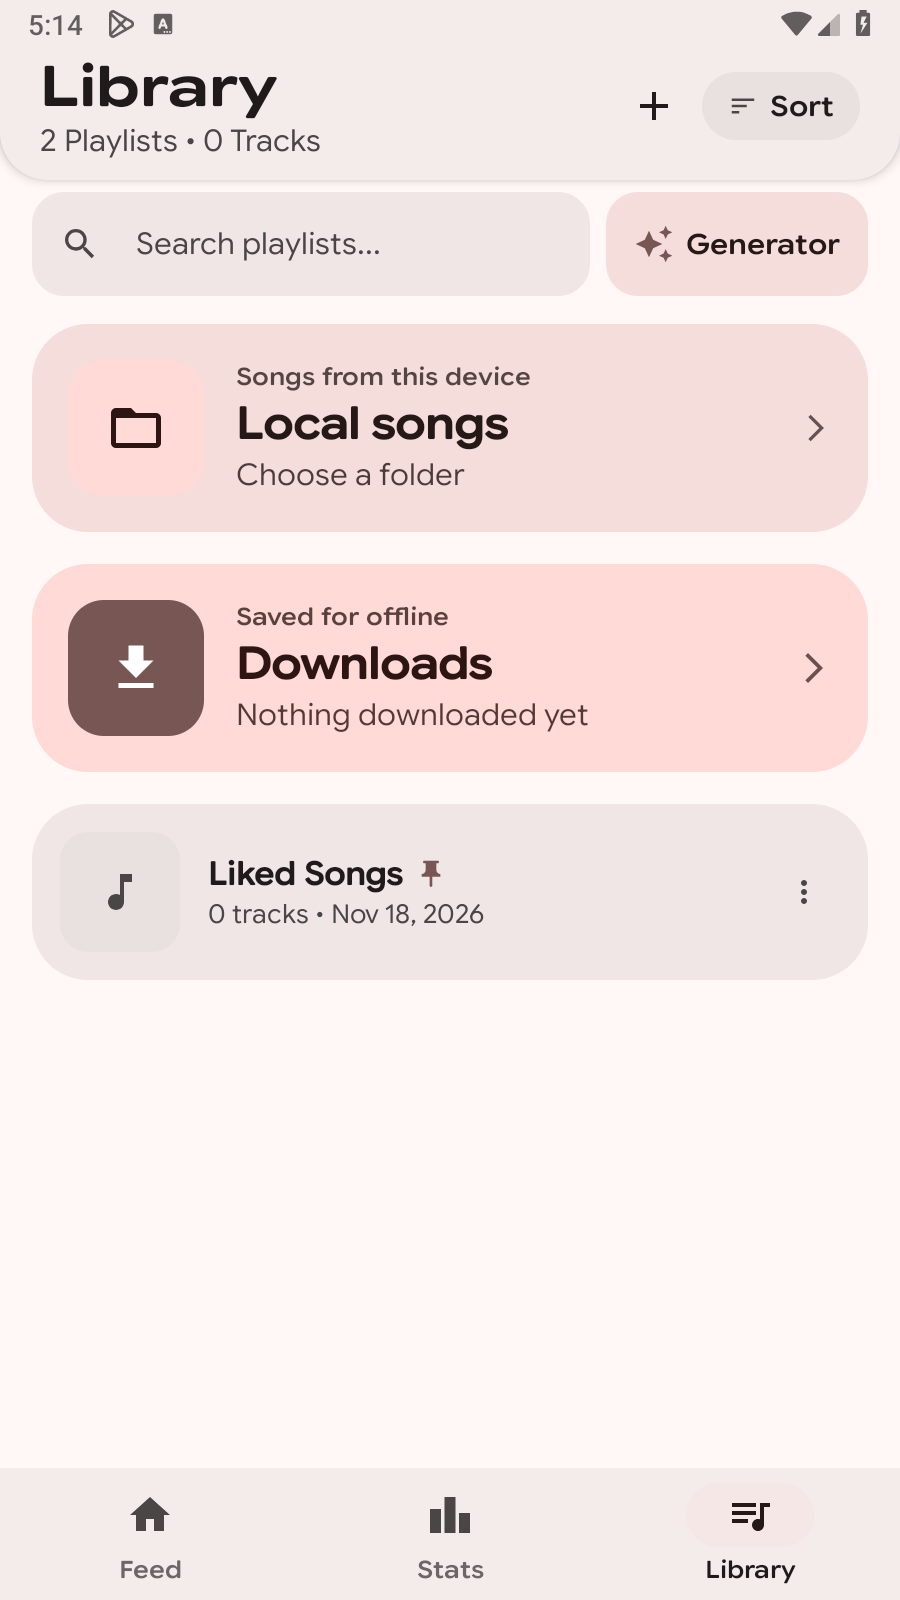 5:14
Library
2 Playlists • 0 Tracks
Sort
Search playlists...
Generator
Songs from this device
Local songs
Choose a folder
Saved for offline
Downloads
Nothing downloaded yet
Liked Songs
0 tracks • Nov 18, 2026
Feed
Stats
Library